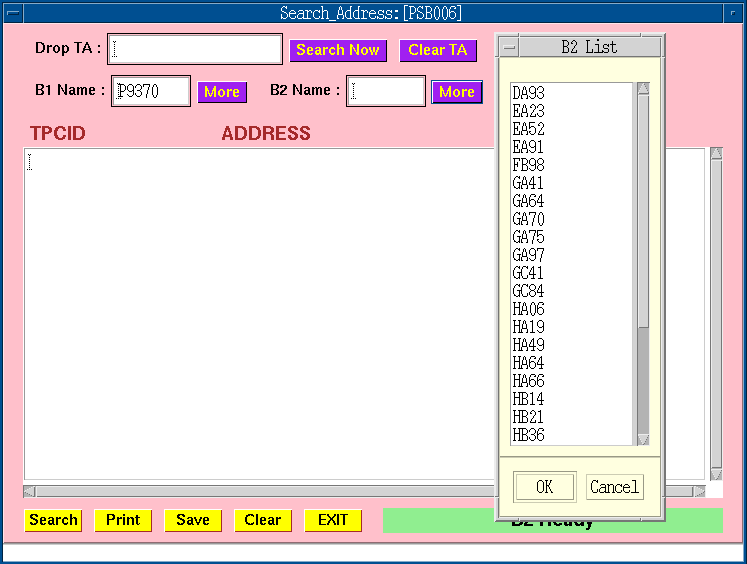 Search_Address:[PSB006]
Drop TA :
Search Now
Clear TA
B1 Name : P9370
More
B2 Name :
More
TPCID
ADDRESS
B2 List
DA93
EA23
EA52
EA91
FB98
GA41
GA64
GA70
GA75
GA97
GC41
GC84
HA06
HA19
HA49
HA64
HA66
HB14
HB21
HB36
OK
Cancel
Search
Print
Save
Clear
EXIT
B2 Ready